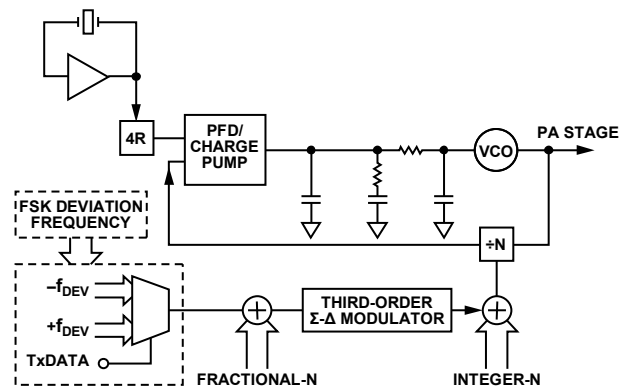 4R
PFD/
CHARGE
PUMP
VCO
PA STAGE
FSK DEVIATION
FREQUENCY
÷N
–fDEV
+fDEV
TxDATA
THIRD-ORDER
Σ-Δ MODULATOR
FRACTIONAL-N
INTEGER-N